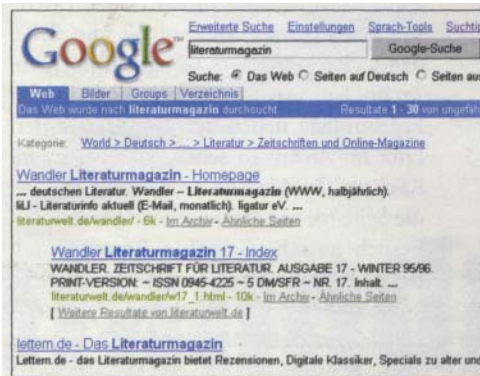 Google™
Erweiterte Suche Einstellungen Sprach-Tools Suchtip
literaturmagazin Google-Suche
Suche: Das Web Seiten auf Deutsch Seiten aus
Web Bilder Groups Verzeichnis
Das Web wurde nach literaturmagazin durchsucht Resultate 1 - 30 von ungefäh
Kategorie: World > Deutsch > ... > Literatur > Zeitschriften und Online-Magazine
Wandler Literaturmagazin - Homepage
... deutschen Literatur. Wandler – Literaturmagazin (WWW, halbjährlich).
liLi - Literaturinfo aktuell (E-Mail, monatlich). ligatur eV. ...
literaturwelt.de/wandler/ - 6k - Im Archiv - Ähnliche Seiten
Wandler Literaturmagazin 17 - Index
WANDLER. ZEITSCHRIFT FÜR LITERATUR. AUSGABE 17 - WINTER 95/96.
PRINT-VERSION: ~ ISSN 0945-4225 ~ 5 DM/SFR ~ NR. 17. Inhalt. ...
literaturwelt.de/wandler/w17_1.html - 10k - Im Archiv - Ähnliche Seiten
[ Weitere Resultate von literaturwelt.de ]
lettern.de - Das Literaturmagazin
Lettern.de - das Literaturmagazin bietet Rezensionen, Digitale Klassiker, Specials zu alter und